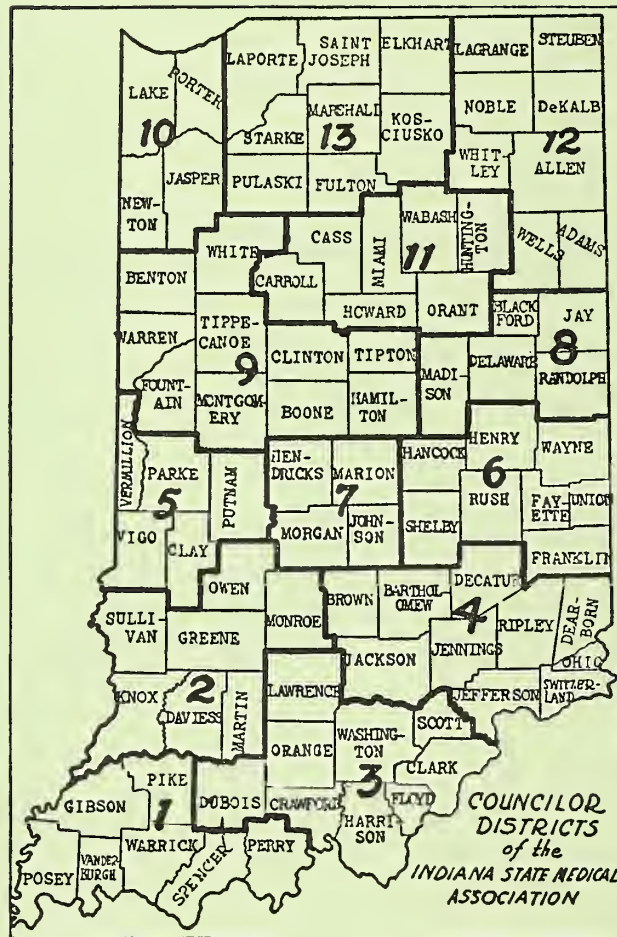 SAINT
JOSEPH
ELKHART
LAPORTE
LAGRANGE
STEUBEN
LAKE
PORTER
10
MARSHALL
13
KOS-
CIUSKO
NOBLE
DeKALB
STARKE
WHIT-
LEY
12
ALLEN
NEW-
TON
JASPER
PULASKI
FULTON
WABASH
HUNTING-
TON
WELLS
ADAMS
WHITE
CASS
MIAMI
11
BENTON
CARROLL
HCWARD
GRANT
BLACK
FORD
JAY
8
WARREN
TIPPE-
CANOE
9
CLINTON
TIPTON
MADI-
SON
DELAWARE
RANDOLPH
FOUNT-
AIN
MONTGOM-
ERY
BOONE
HAMIL-
TON
VERMILLION
PARKE
5
PUTNAM
HEN-
DRICKS
MARION
7
HANCOCK
HENRY
6
WAYNE
RUSH
FAY-
ETTE
UNION
VIGO
CLAY
MORGAN
JOHN-
SON
SHELBY
FRANKLIN
OWEN
DECATUR
SULLI-
VAN
GREENE
MONROE
BROWN
BARTHOL
OMEW
4
RIPLEY
DEAR-
BORN
JENNINGS
OHIO
JACKSON
KNOX
2
DAVIESS
MARTIN
LAWRENCE
JEFFERSON
SWITZER-
LAND
SCOTT
ORANGE
WASHING-
TON
3
CLARK
PIKE
GIBSON
1
DUBOIS
CRAWFORD
HARRI
SON
FLOYD
WARRICK
POSEY
VANDER
BURGH
SPENCER
PERRY
COUNCILOR
DISTRICTS
of the
INDIANA STATE MEDICAL
ASSOCIATION